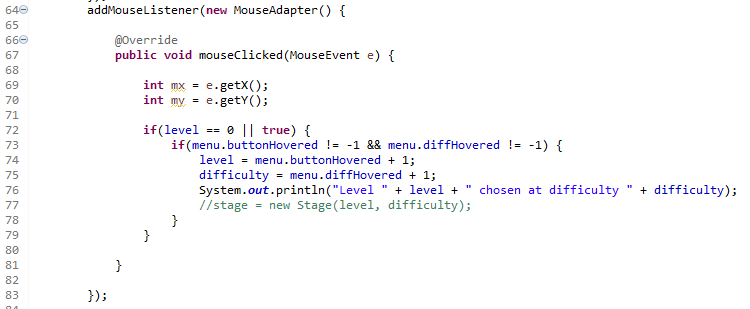 64 addMouseListener(new MouseAdapter() {
65
66 @Override
67 public void mouseClicked(MouseEvent e) {
68
69 int mx = e.getX();
70 int my = e.getY();
71
72 if(level == 0 || true) {
73 if(menu.buttonHovered != -1 && menu.diffHovered != -1) {
74 level = menu.buttonHovered + 1;
75 difficulty = menu.diffHovered + 1;
76 System.out.println("Level " + level + " chosen at difficulty " + difficulty);
77 //stage = new Stage(level, difficulty);
78 }
79 }
80
81 }
82
83 });